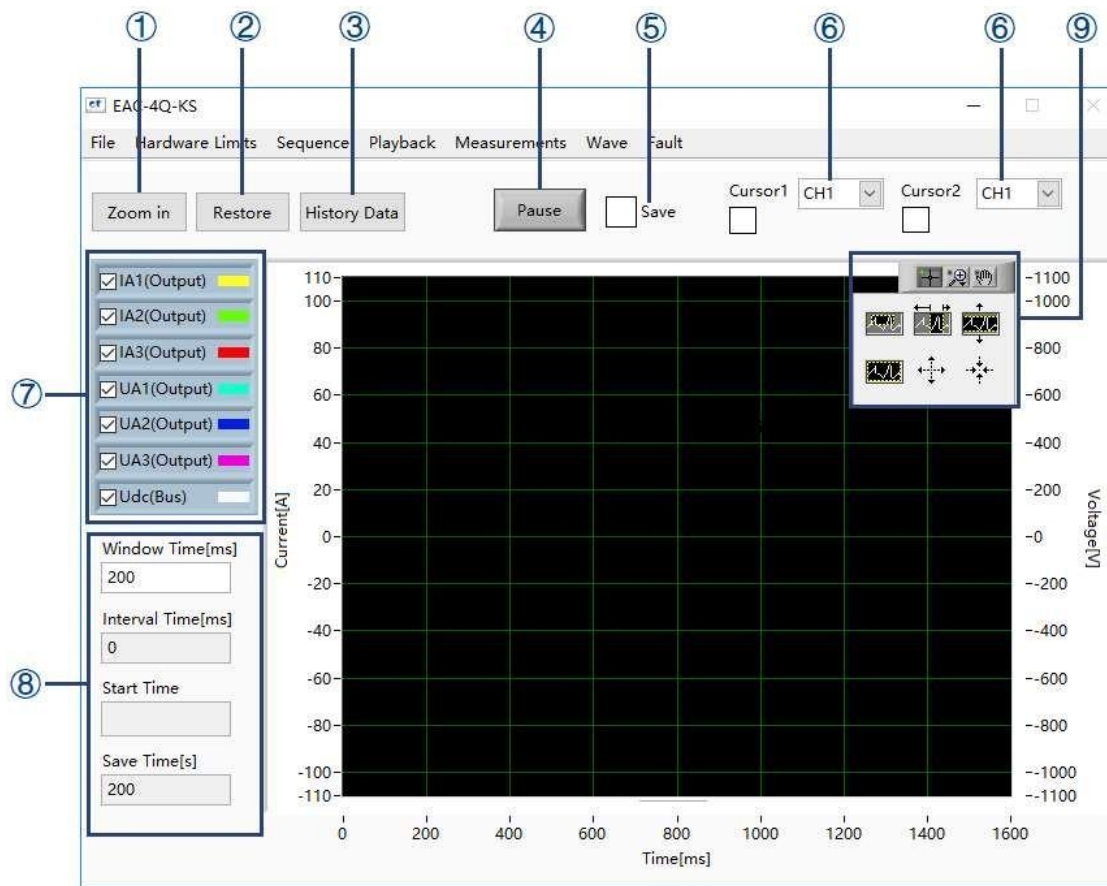 ① ② ③ ④ ⑤ ⑥ ⑥ ⑨
EAC-4Q-KS
File Hardware Limits Sequence Playback Measurements Wave Fault
Zoom in Restore History Data Pause Save Cursor1 CH1 Cursor2 CH1
⑦
IA1(Output)
IA2(Output)
IA3(Output)
UA1(Output)
UA2(Output)
UA3(Output)
Udc(Bus)
⑧
Window Time[ms]
200
Interval Time[ms]
0
Start Time
Save Time[s]
200
Current[A]
110
100
80
60
40
20
0
-20
-40
-60
-80
-100
-110
1100
1000
800
600
400
200
0
-200
-400
-600
-800
-1000
-1100
Voltage[V]
0 200 400 600 800 1000 1200 1400 1600
Time[ms]